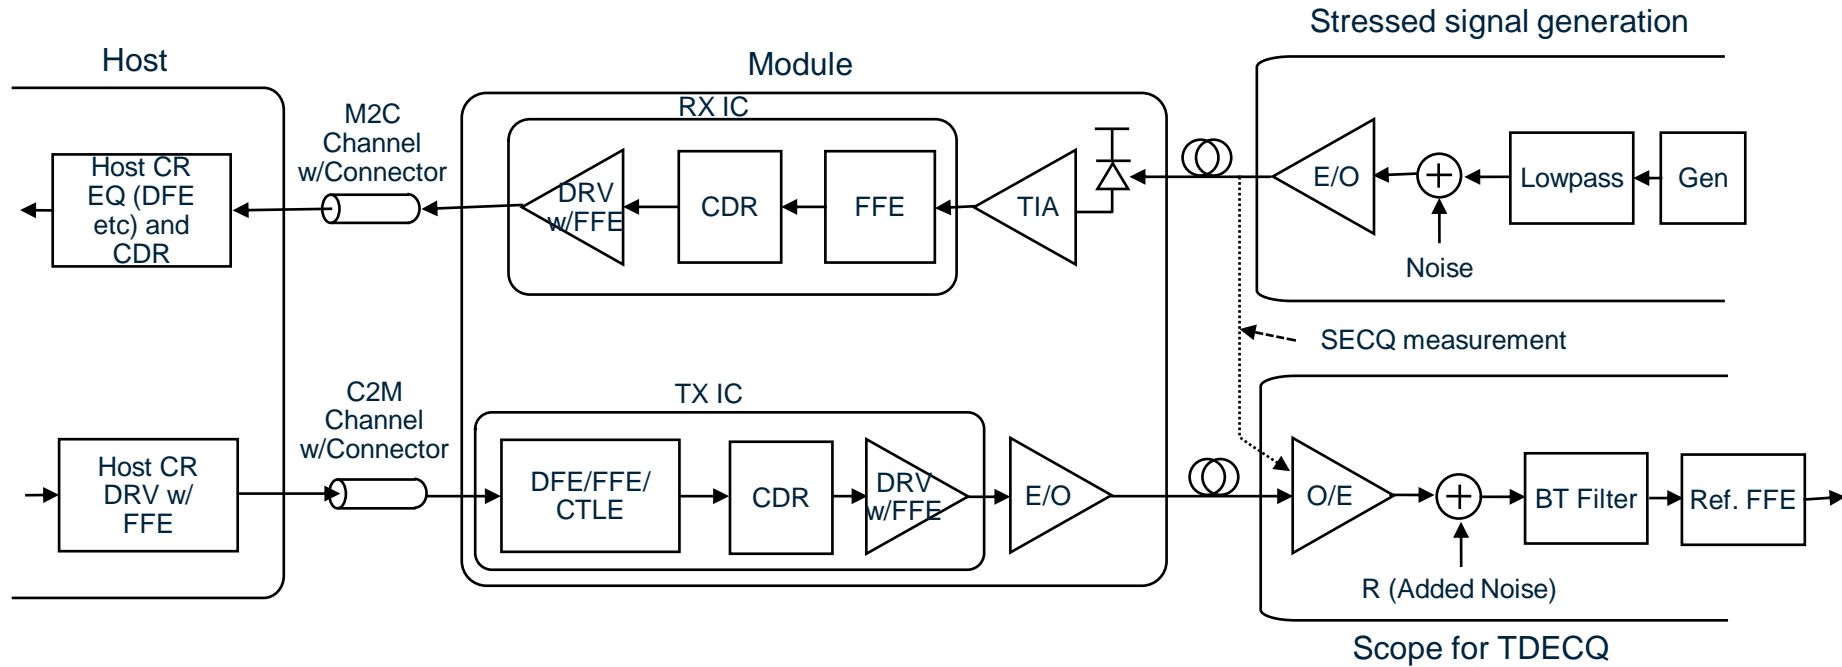 Stressed signal generation
Host
Module
M2C
Channel
w/Connector
RX IC
Host CR
EQ (DFE
etc) and
CDR
DRV
w/FFE
CDR
FFE
TIA
E/O
+
Lowpass
Gen
Noise
SECQ measurement
C2M
Channel
w/Connector
TX IC
Host CR
DRV w/
FFE
DFE/FFE/
CTLE
CDR
DRV
w/FFE
E/O
O/E
+
BT Filter
Ref. FFE
R (Added Noise)
Scope for TDECQ